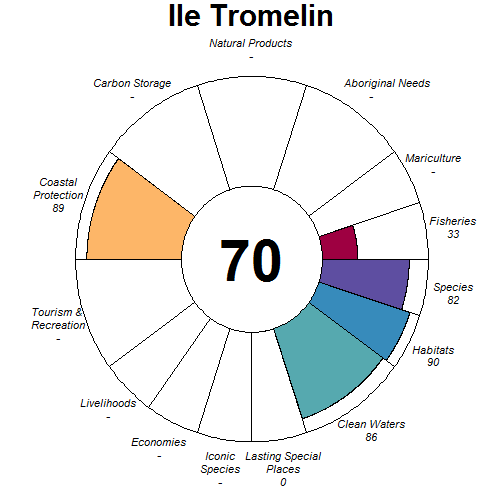 Ile Tromelin
Natural Products
-
Carbon Storage
-
Aboriginal Needs
-
Mariculture
-
Coastal
Protection
89
Fisheries
33
70
Species
82
Tourism &
Recreation
-
Habitats
90
Livelihoods
-
Clean Waters
86
Economies
-
Iconic
Species
-
Lasting Special
Places
0